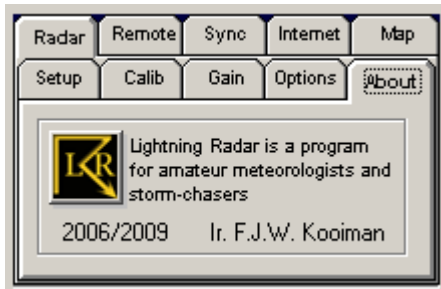 Radar Remote Sync Internet Map
Setup Calib Gain Options About
LR Lightning Radar is a program
for amateur meteorologists and
storm-chasers
2006/2009 Ir. F.J.W. Kooiman